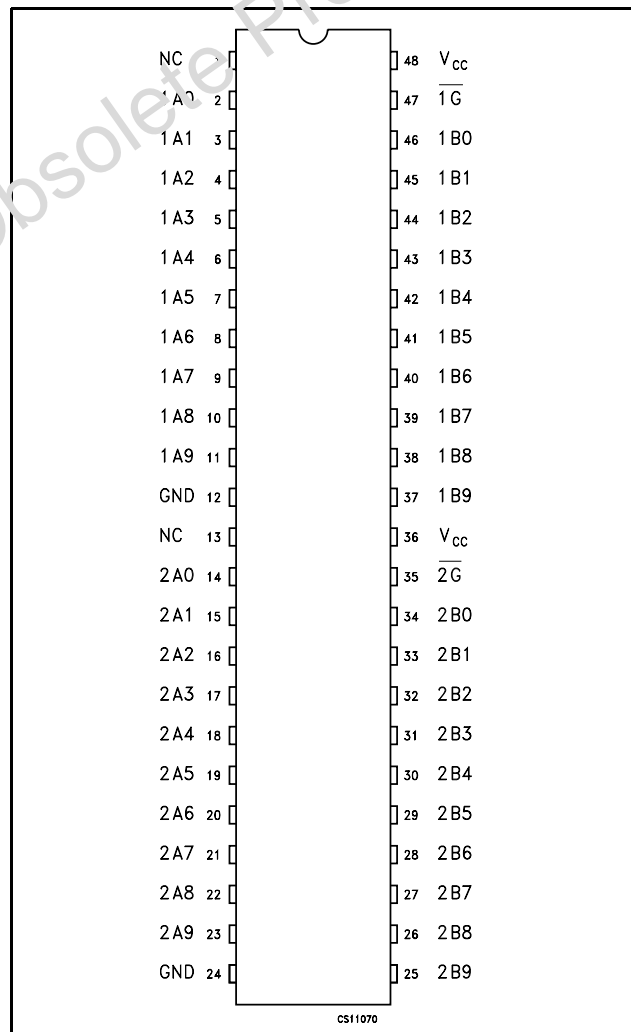 Obsolete Pro
NC 48 V_CC
1A0 2 47 1G̅
1A1 3 46 1B0
1A2 4 45 1B1
1A3 5 44 1B2
1A4 6 43 1B3
1A5 7 42 1B4
1A6 8 41 1B5
1A7 9 40 1B6
1A8 10 39 1B7
1A9 11 38 1B8
GND 12 37 1B9
NC 13 36 V_CC
2A0 14 35 2G̅
2A1 15 34 2B0
2A2 16 33 2B1
2A3 17 32 2B2
2A4 18 31 2B3
2A5 19 30 2B4
2A6 20 29 2B5
2A7 21 28 2B6
2A8 22 27 2B7
2A9 23 26 2B8
GND 24 25 2B9
CS11070